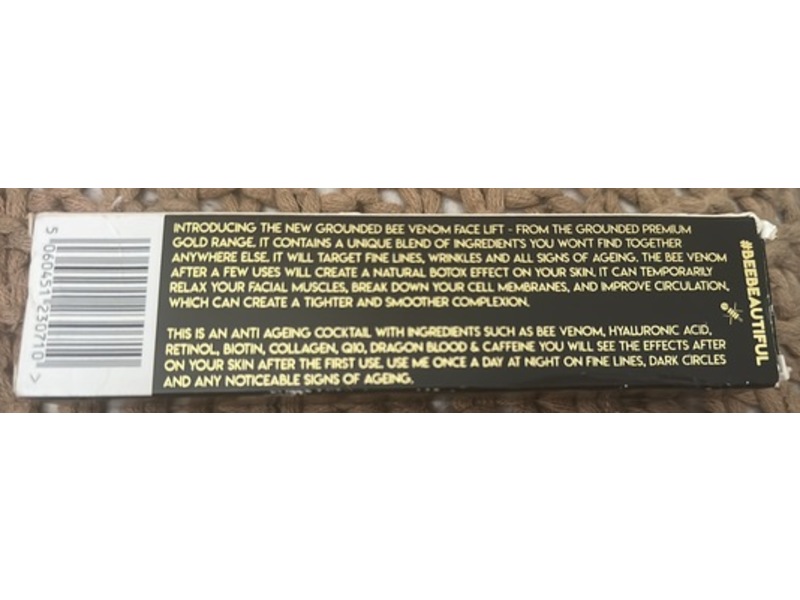 INTRODUCING THE NEW GROUNDED BEE VENOM FACE LIFT - FROM THE GROUNDED PREMIUM
GOLD RANGE. IT CONTAINS A UNIQUE BLEND OF INGREDIENTS YOU WON'T FIND TOGETHER
ANYWHERE ELSE. IT WILL TARGET FINE LINES, WRINKLES AND ALL SIGNS OF AGEING. THE BEE VENOM
AFTER A FEW USES WILL CREATE A NATURAL BOTOX EFFECT ON YOUR SKIN. IT CAN TEMPORARILY
RELAX YOUR FACIAL MUSCLES, BREAK DOWN YOUR CELL MEMBRANES, AND IMPROVE CIRCULATION,
WHICH CAN CREATE A TIGHTER AND SMOOTHER COMPLEXION.
THIS IS AN ANTI AGEING COCKTAIL WITH INGREDIENTS SUCH AS BEE VENOM, HYALURONIC ACID,
RETINOL, BIOTIN, COLLAGEN, Q10, DRAGON BLOOD & CAFFEINE YOU WILL SEE THE EFFECTS AFTER
ON YOUR SKIN AFTER THE FIRST USE. USE ME ONCE A DAY AT NIGHT ON FINE LINES, DARK CIRCLES
AND ANY NOTICEABLE SIGNS OF AGEING.
#BEEBEAUTIFUL
5 060451 230710 >